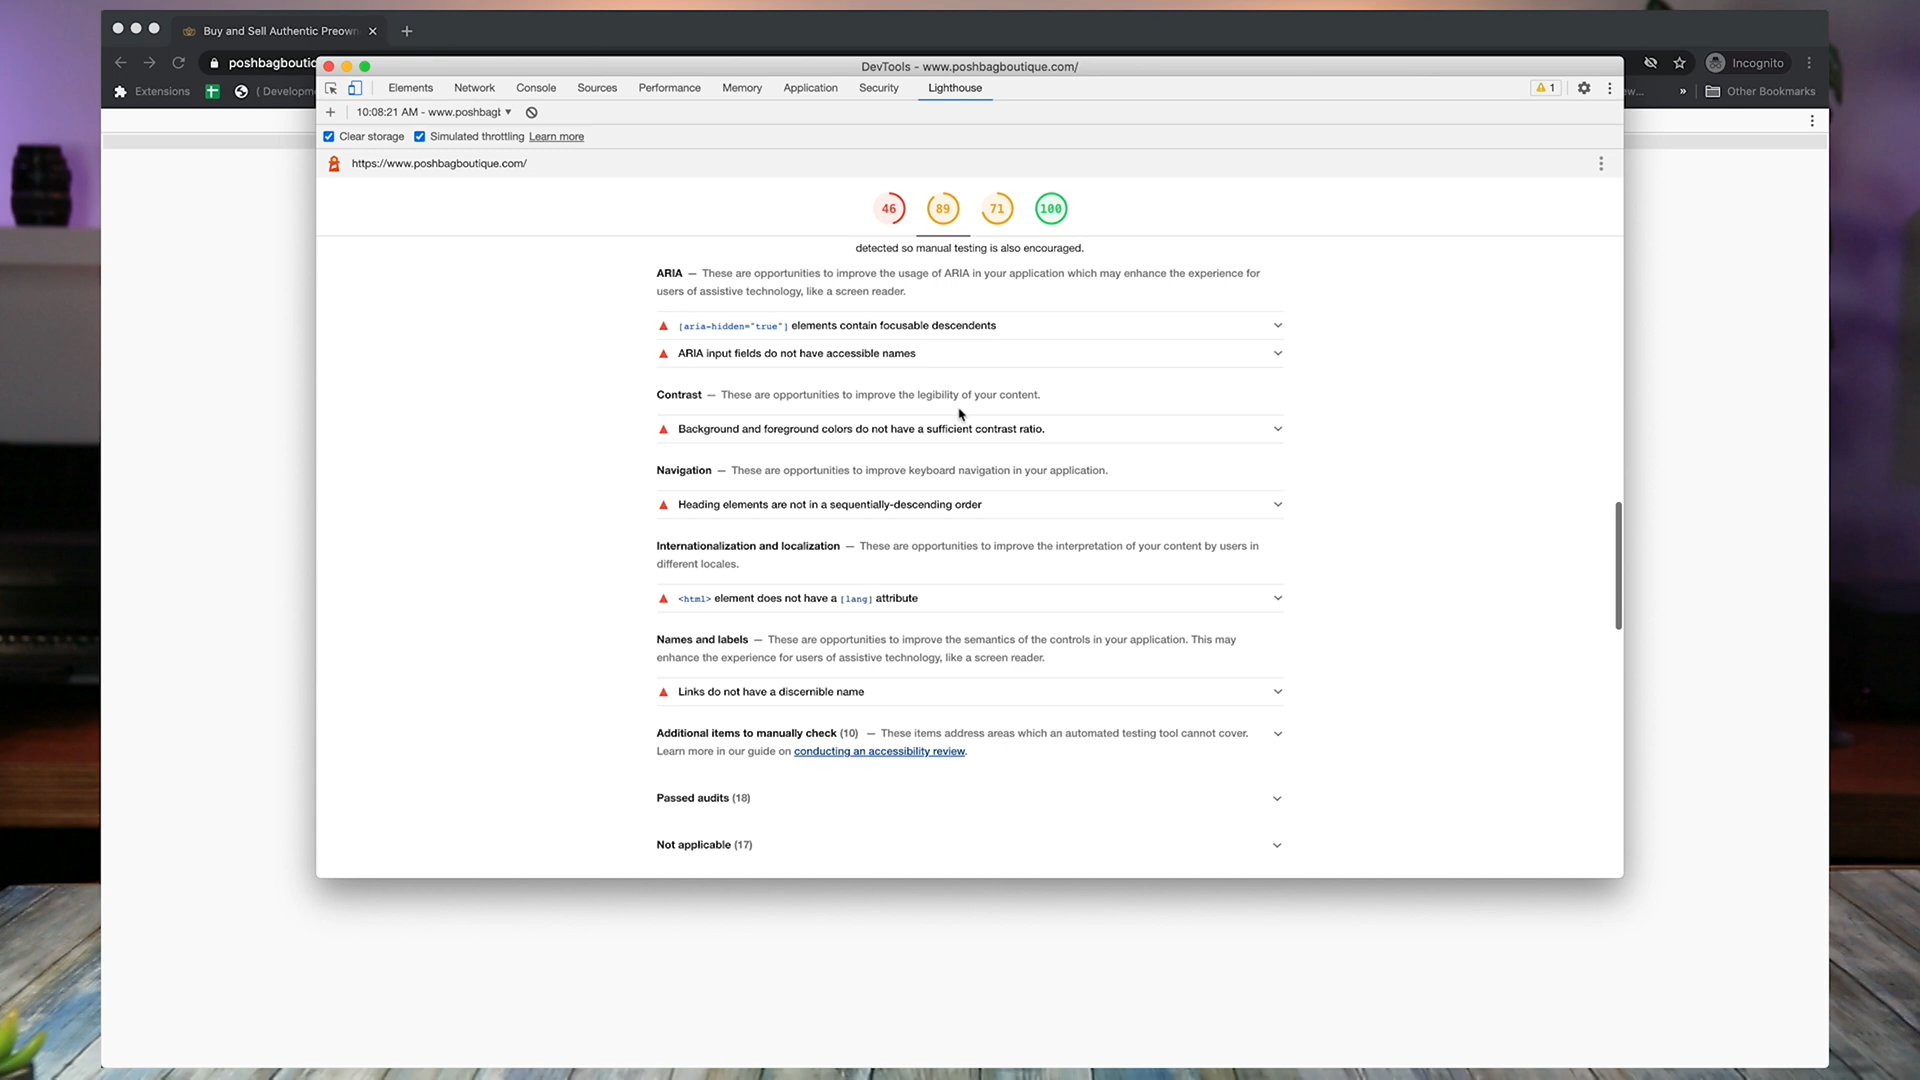 Buy and Sell Authentic Preown
poshbagboutiq
Incognito
Extensions
( Developm
ew...
»
Other Bookmarks
DevTools - www.poshbagboutique.com/
Elements
Network
Console
Sources
Performance
Memory
Application
Security
Lighthouse
1
10:08:21 AM - www.poshbagl
Clear storage
Simulated throttling Learn more
https://www.poshbagboutique.com/
46
89
71
100
detected so manual testing is also encouraged.
ARIA — These are opportunities to improve the usage of ARIA in your application which may enhance the experience for
users of assistive technology, like a screen reader.
[aria-hidden="true"] elements contain focusable descendents
ARIA input fields do not have accessible names
Contrast — These are opportunities to improve the legibility of your content.
Background and foreground colors do not have a sufficient contrast ratio.
Navigation — These are opportunities to improve keyboard navigation in your application.
Heading elements are not in a sequentially-descending order
Internationalization and localization — These are opportunities to improve the interpretation of your content by users in
different locales.
<html> element does not have a [lang] attribute
Names and labels — These are opportunities to improve the semantics of the controls in your application. This may
enhance the experience for users of assistive technology, like a screen reader.
Links do not have a discernible name
Additional items to manually check (10) — These items address areas which an automated testing tool cannot cover.
Learn more in our guide on conducting an accessibility review.
Passed audits (18)
Not applicable (17)